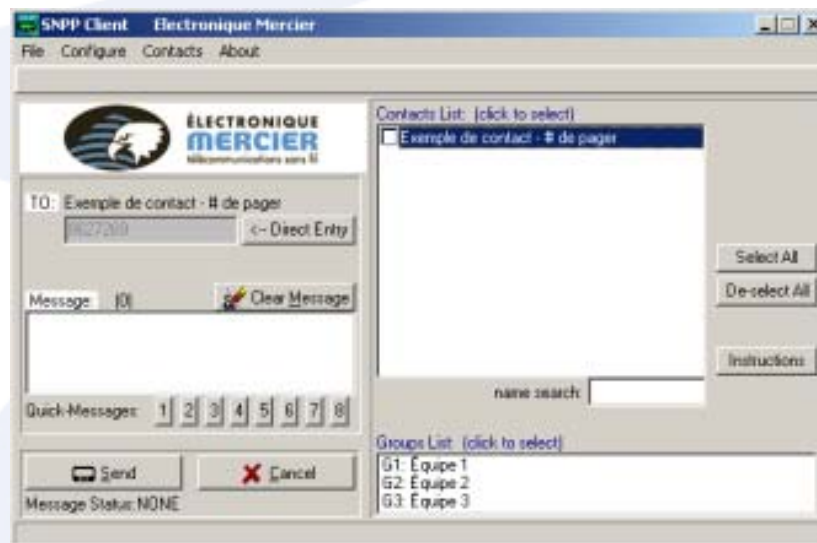 SNPP Client Electronique Mercier
File Configure Contacts About
ÉLECTRONIQUE
MERCIER
télécommunications sans fil
TO: Exemple de contact - # de pager
<-- Direct Entry
Message: (0)
Clear Message
Quick-Messages: 1 2 3 4 5 6 7 8
Send
Cancel
Message Status: NONE
Contacts List: (click to select)
Exemple de contact - # de pager
Select All
De-select All
Instructions
name search:
Groups List (click to select)
G1: Équipe 1
G2: Équipe 2
G3: Équipe 3